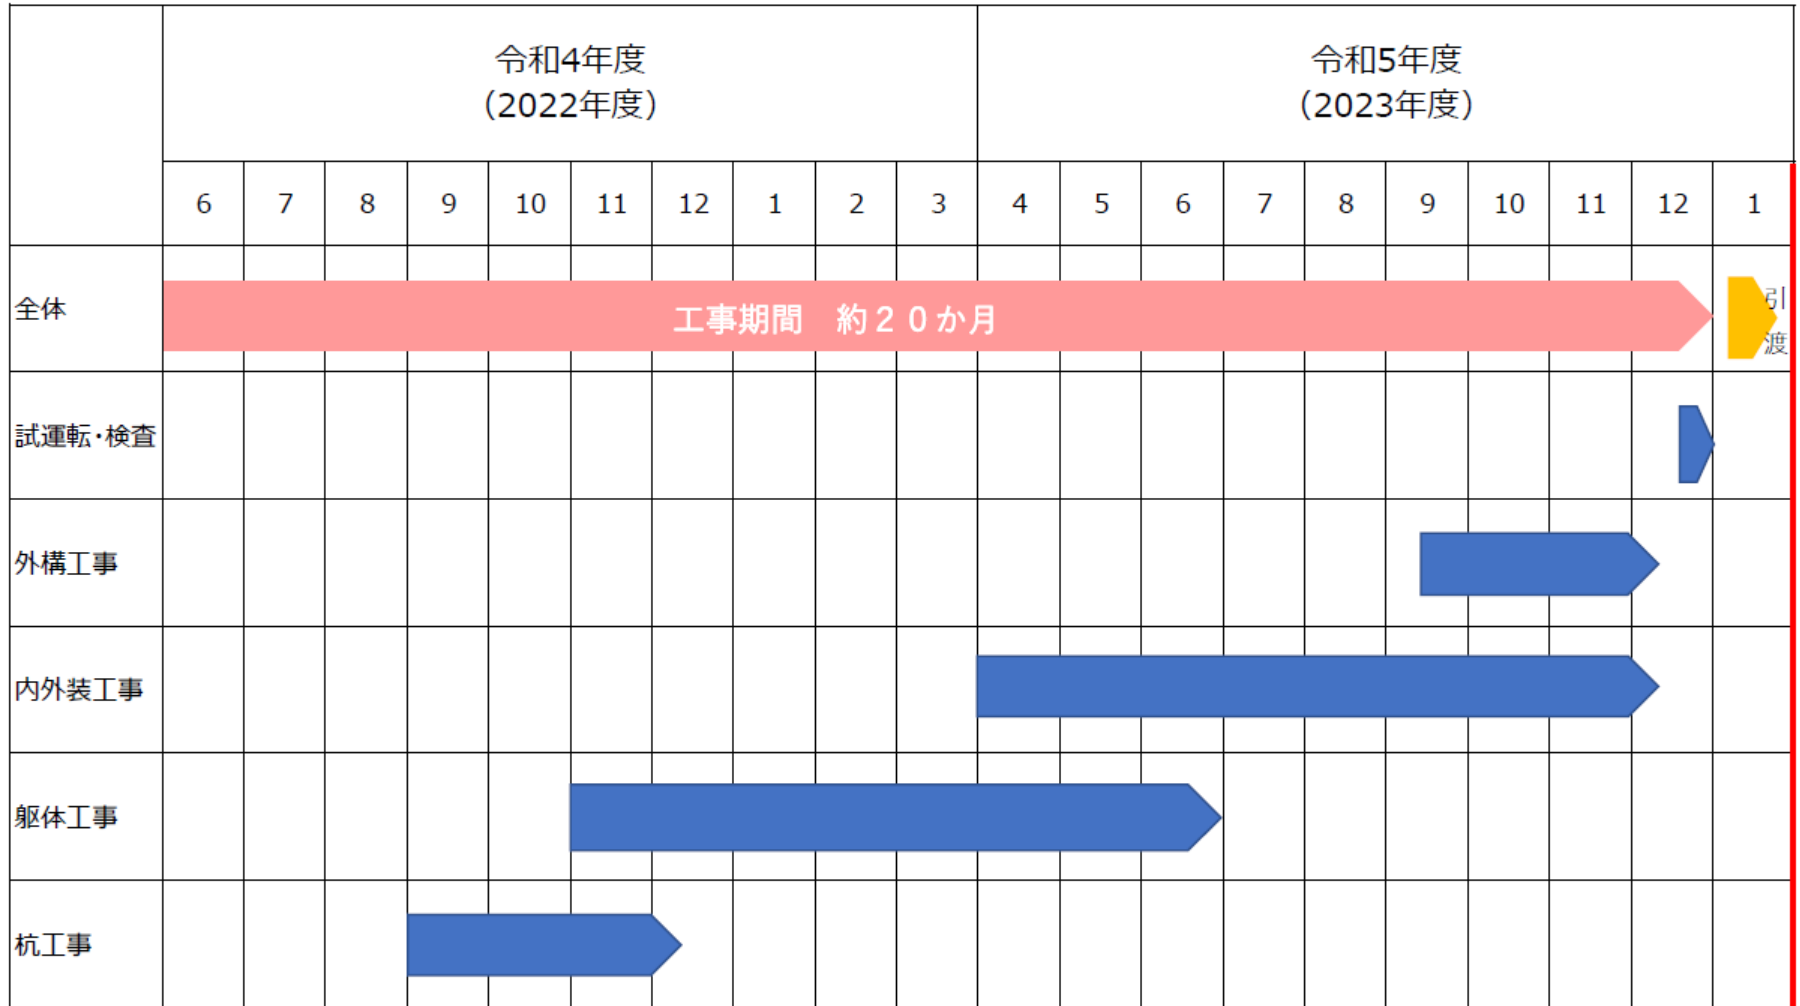 令和4年度
（2022年度）
令和5年度
（2023年度）
6 7 8 9 10 11 12 1 2 3 4 5 6 7 8 9 10 11 12 1
全体
工事期間　約２０か月
引
渡
試運転・検査
外構工事
内外装工事
躯体工事
杭工事